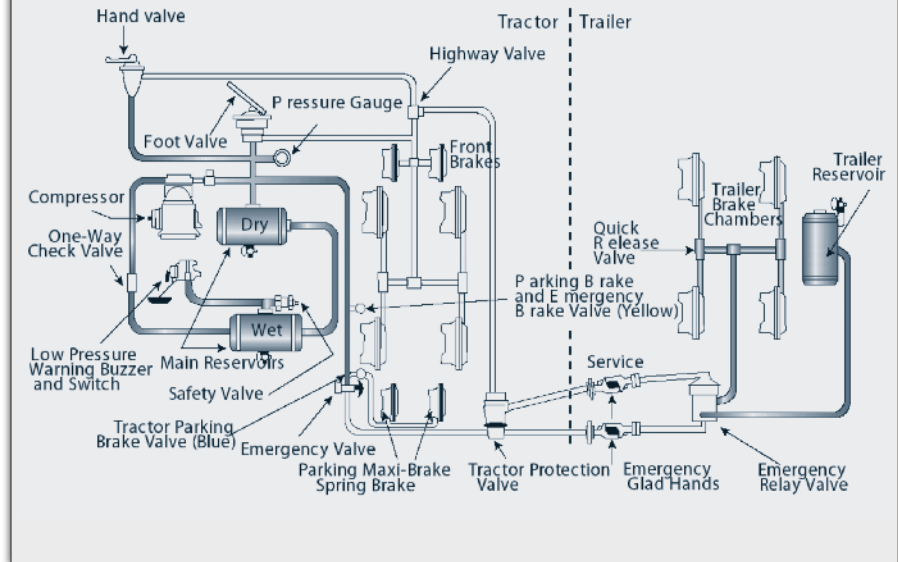 Hand valve
Tractor
Trailer
Highway Valve
P ressure Gauge
Foot Valve
Front
Brakes
Trailer
Reservoir
Compressor
Trailer
Brake
Chambers
Dry
One-Way
Check Valve
Quick
R elease
Valve
P arking B rake
and E mergency
B rake Valve (Yellow)
Wet
Low Pressure
Warning Buzzer
and Switch
Main Reservoirs
Safety Valve
Service
Tractor Parking
Brake Valve (Blue)
Emergency Valve
Parking Maxi-Brake
Spring Brake
Tractor Protection
Valve
Emergency
Glad Hands
Emergency
Relay Valve